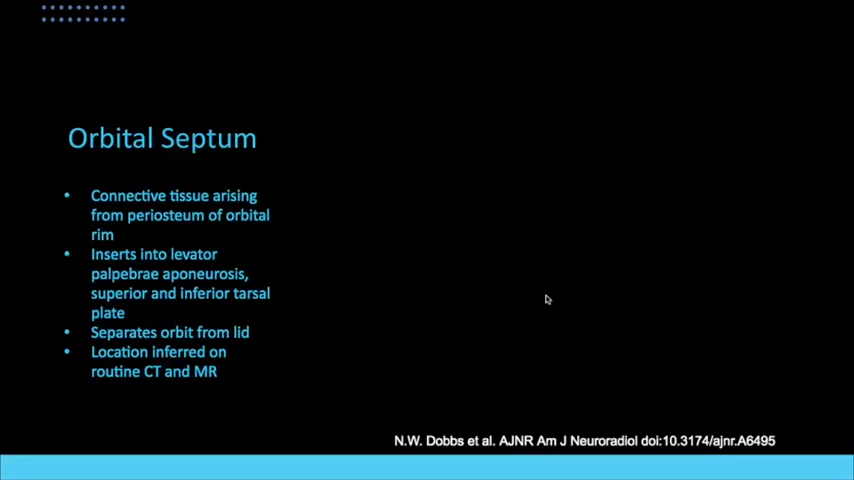 Orbital Septum
• Connective tissue arising
from periosteum of orbital
rim
• Inserts into levator
palpebrae aponeurosis,
superior and inferior tarsal
plate
• Separates orbit from lid
• Location inferred on
routine CT and MR
N.W. Dobbs et al. AJNR Am J Neuroradiol doi:10.3174/ajnr.A6495